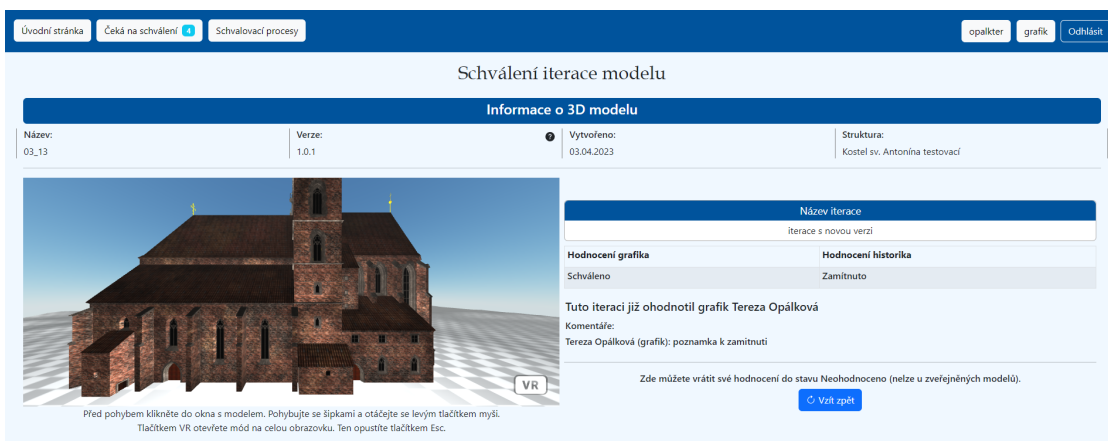 Úvodní stránka Čeká na schválení 4 Schvalovací procesy opalkter grafik Odhlásit
Schválení iterace modelu
Informace o 3D modelu
Název: Verze: ? Vytvořeno: Struktura:
03_13 1.0.1 03.04.2023 Kostel sv. Antonína testovací
Název iterace
iterace s novou verzi
Hodnocení grafika Hodnocení historika
Schváleno Zamítnuto
Tuto iteraci již ohodnotil grafik Tereza Opálková
Komentáře:
Tereza Opálková (grafik): poznamka k zamitnuti
Zde můžete vrátit své hodnocení do stavu Neohodnoceno (nelze u zveřejněných modelů).
Vzít zpět
VR
Před pohybem klikněte do okna s modelem. Pohybujte se šipkami a otáčejte se levým tlačítkem myši.
Tlačítkem VR otevřete mód na celou obrazovku. Ten opustíte tlačítkem Esc.